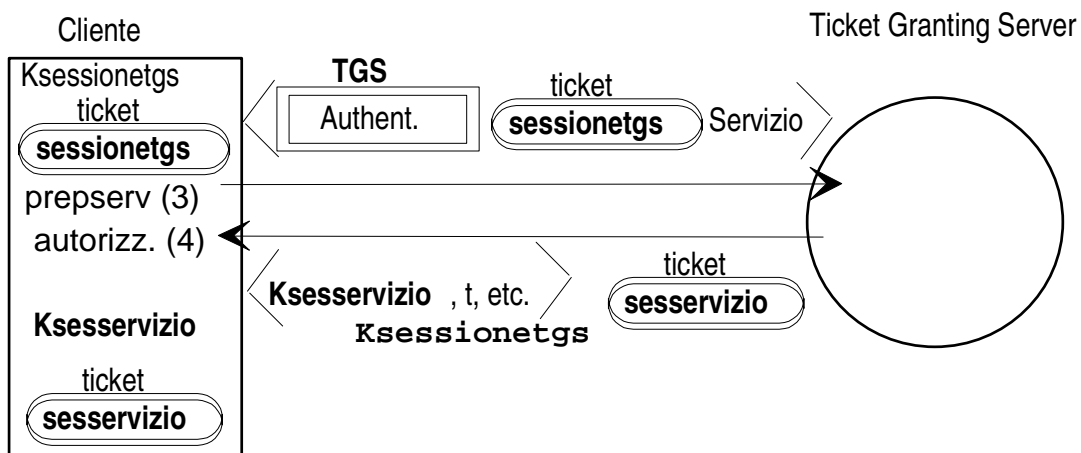 Cliente
Ticket Granting Server
Ksessionetgs
ticket
sessionetgs
prepserv (3)
autorizz. (4)
Ksesservizio
ticket
sesservizio
TGS
Authent.
ticket
sessionetgs
Servizio
Ksesservizio , t, etc.
Ksessionetgs
ticket
sesservizio